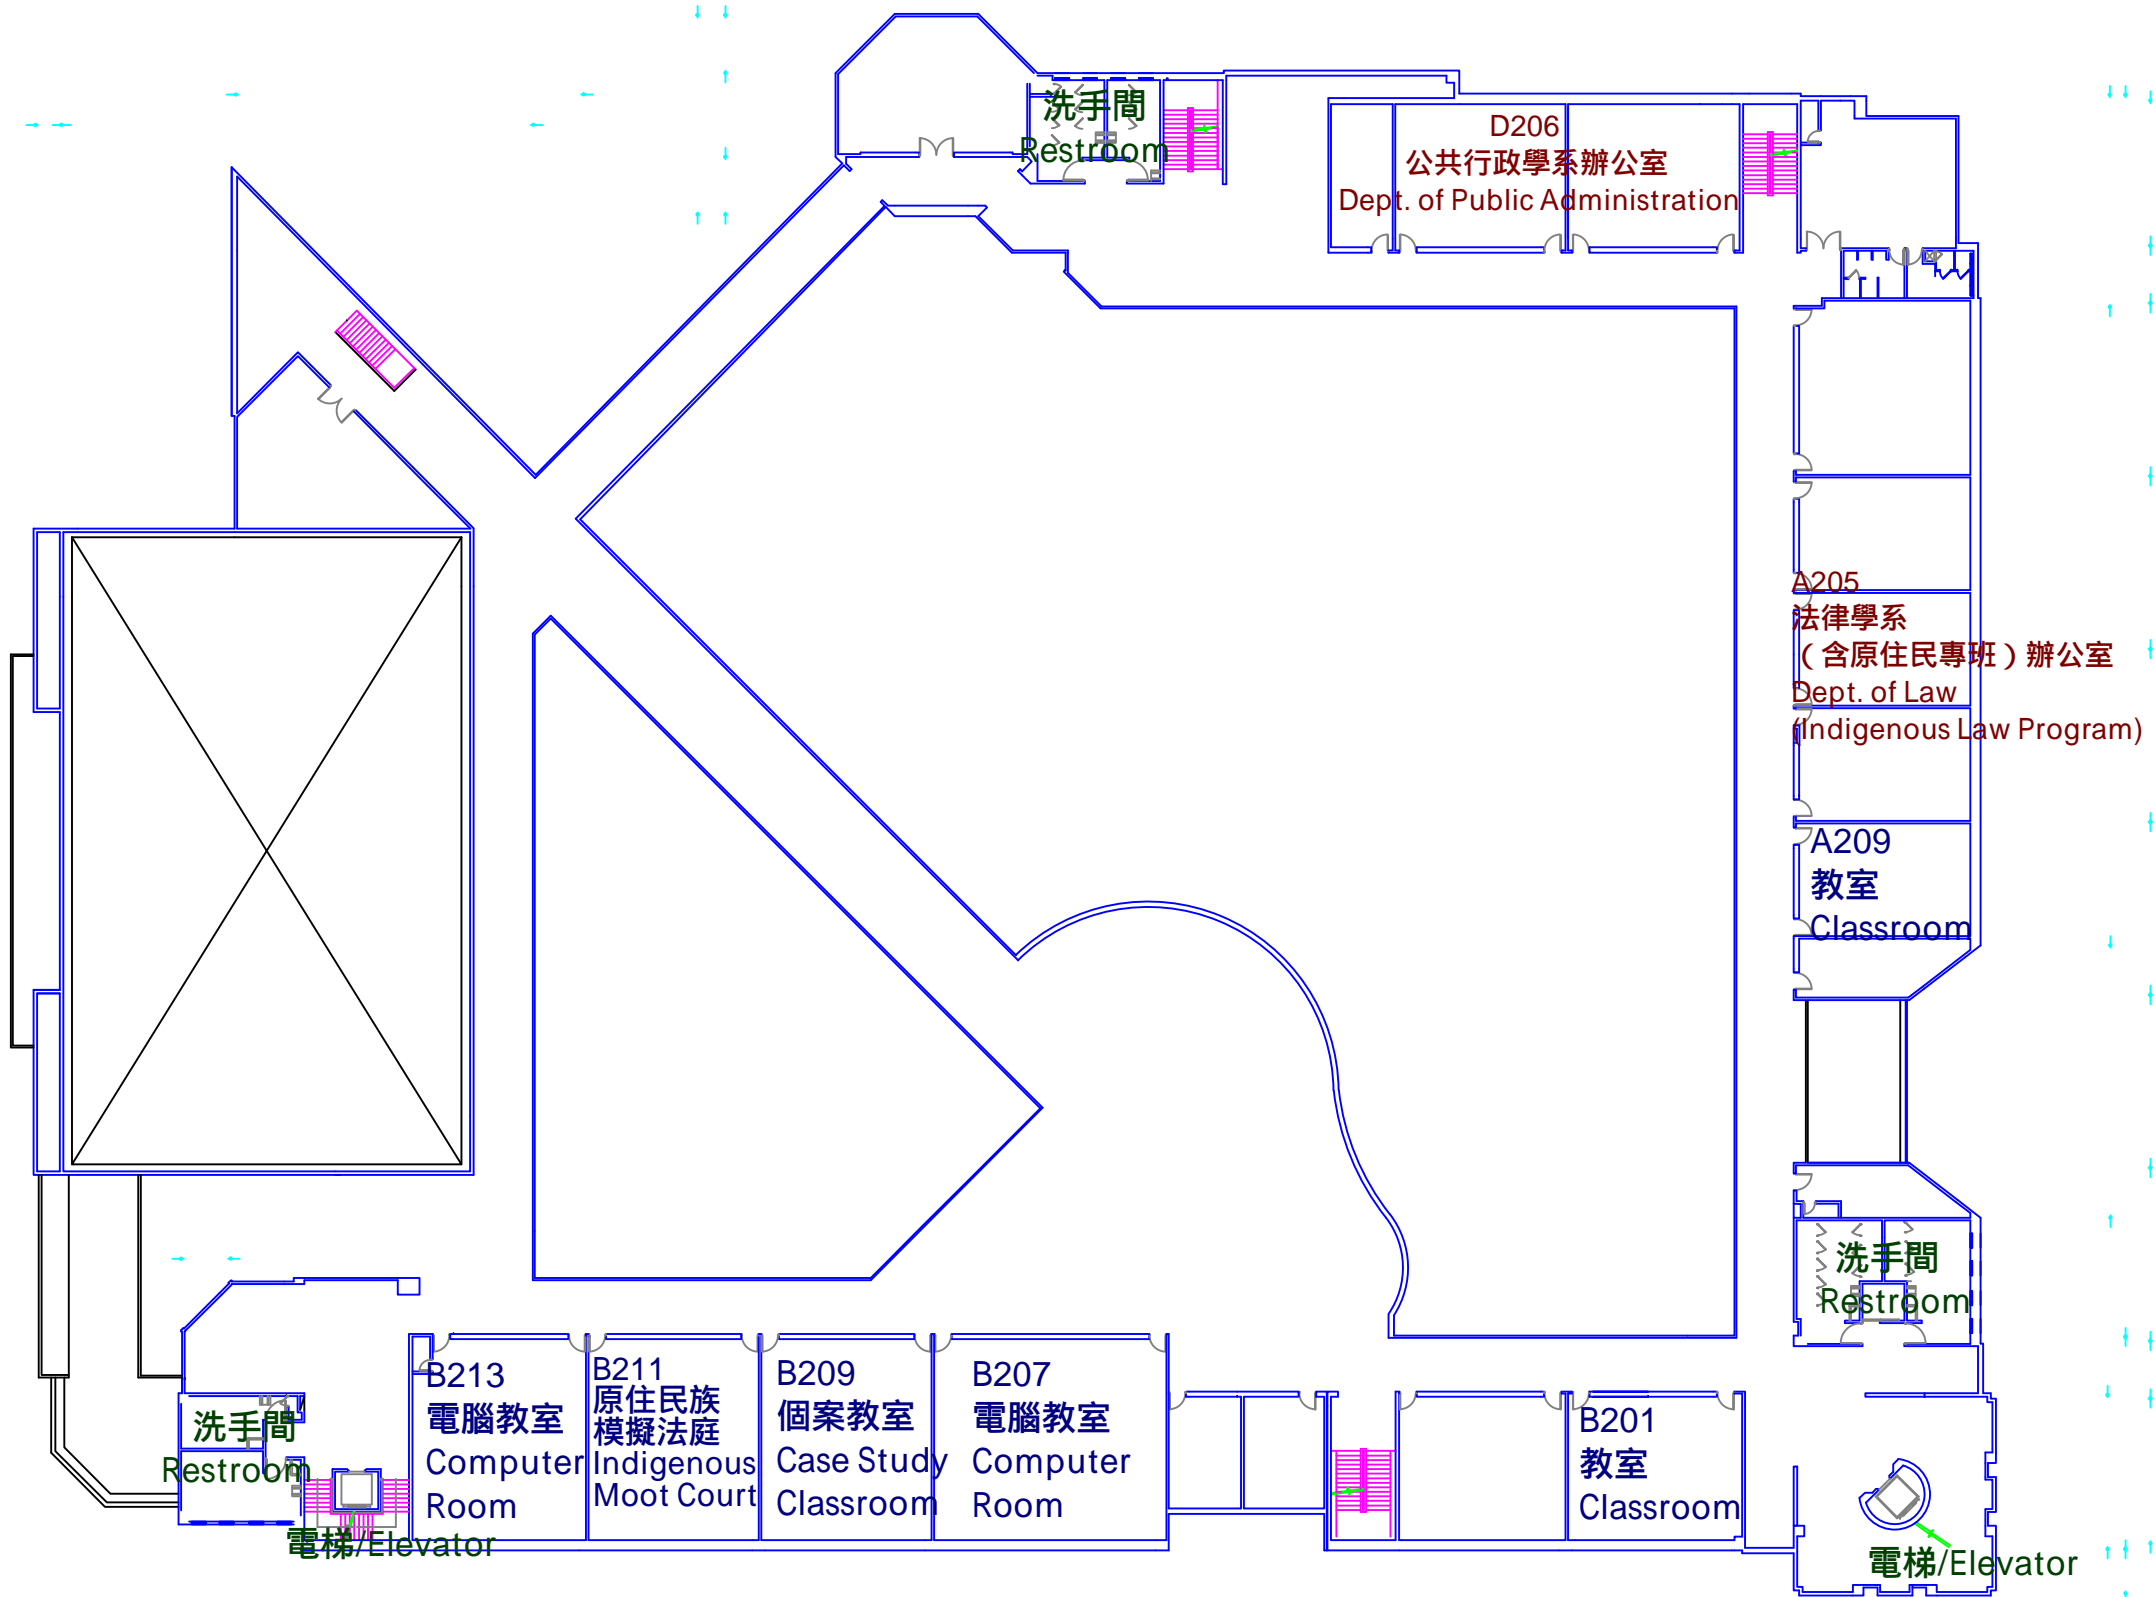 洗手間
Restroom
D206
公共行政學系辦公室
Dept. of Public Administration
A205
法律學系
（含原住民專班）辦公室
Dept. of Law
(Indigenous Law Program)
A209
教室
Classroom
洗手間
Restroom
B213
電腦教室
Computer
Room
B211
原住民族
模擬法庭
Indigenous
Moot Court
B209
個案教室
Case Study
Classroom
B207
電腦教室
Computer
Room
B201
教室
Classroom
洗手間
Restroom
電梯/Elevator
電梯/Elevator